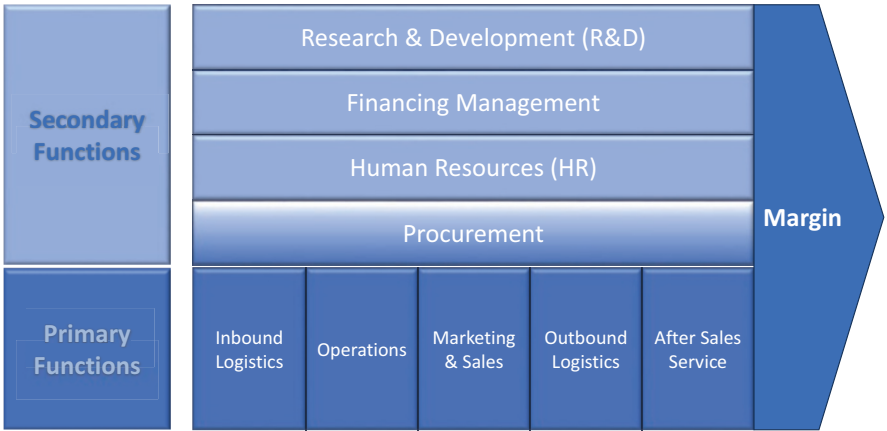 Research & Development (R&D)
Financing Management
Secondary
Functions
Human Resources (HR)
Procurement
Margin
Primary
Functions
Inbound
Logistics
Operations
Marketing
& Sales
Outbound
Logistics
After Sales
Service